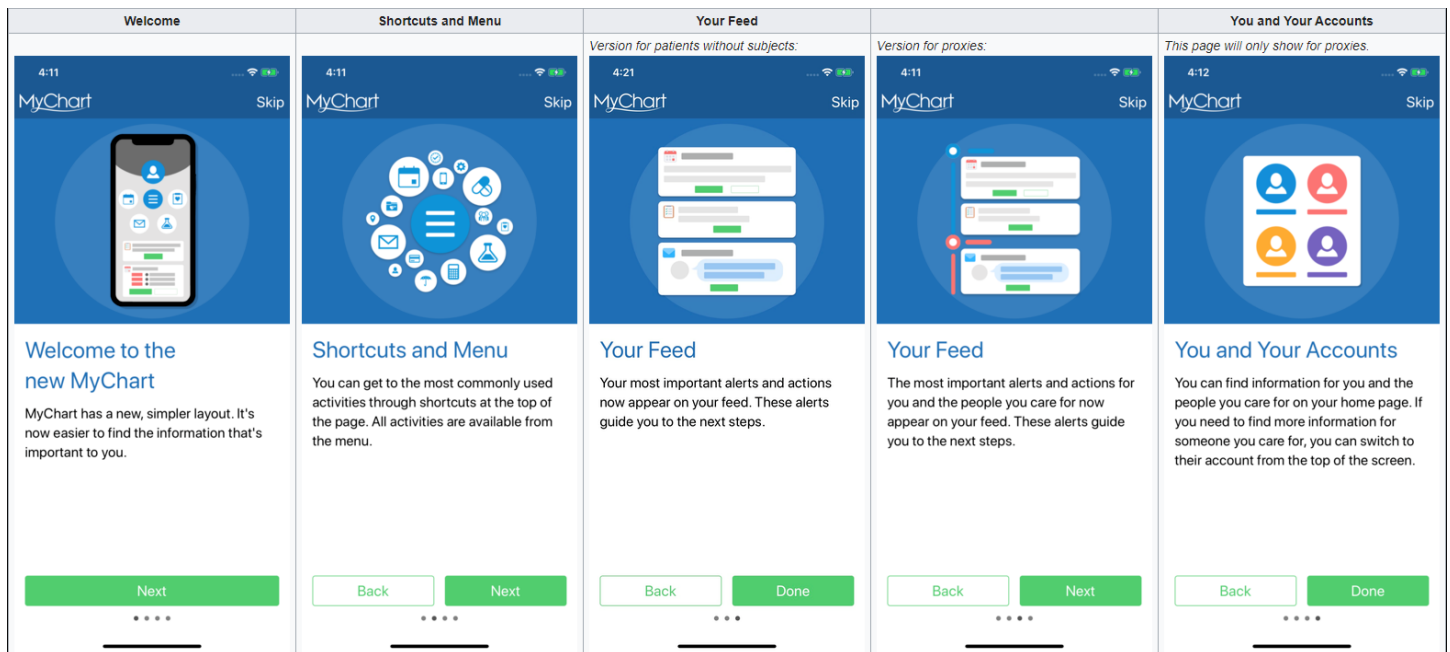 Welcome
Shortcuts and Menu
Your Feed
You and Your Accounts
Version for patients without subjects:
Version for proxies:
This page will only show for proxies.
4:11
MyChart
Skip
Welcome to the
new MyChart
MyChart has a new, simpler layout. It's
now easier to find the information that's
important to you.
Next
4:11
MyChart
Skip
Shortcuts and Menu
You can get to the most commonly used
activities through shortcuts at the top of
the page. All activities are available from
the menu.
Back
Next
4:21
MyChart
Skip
Your Feed
Your most important alerts and actions
now appear on your feed. These alerts
guide you to the next steps.
Back
Done
4:11
MyChart
Skip
Your Feed
The most important alerts and actions for
you and the people you care for now
appear on your feed. These alerts guide
you to the next steps.
Back
Next
4:12
MyChart
Skip
You and Your Accounts
You can find information for you and the
people you care for on your home page. If
you need to find more information for
someone you care for, you can switch to
their account from the top of the screen.
Back
Done